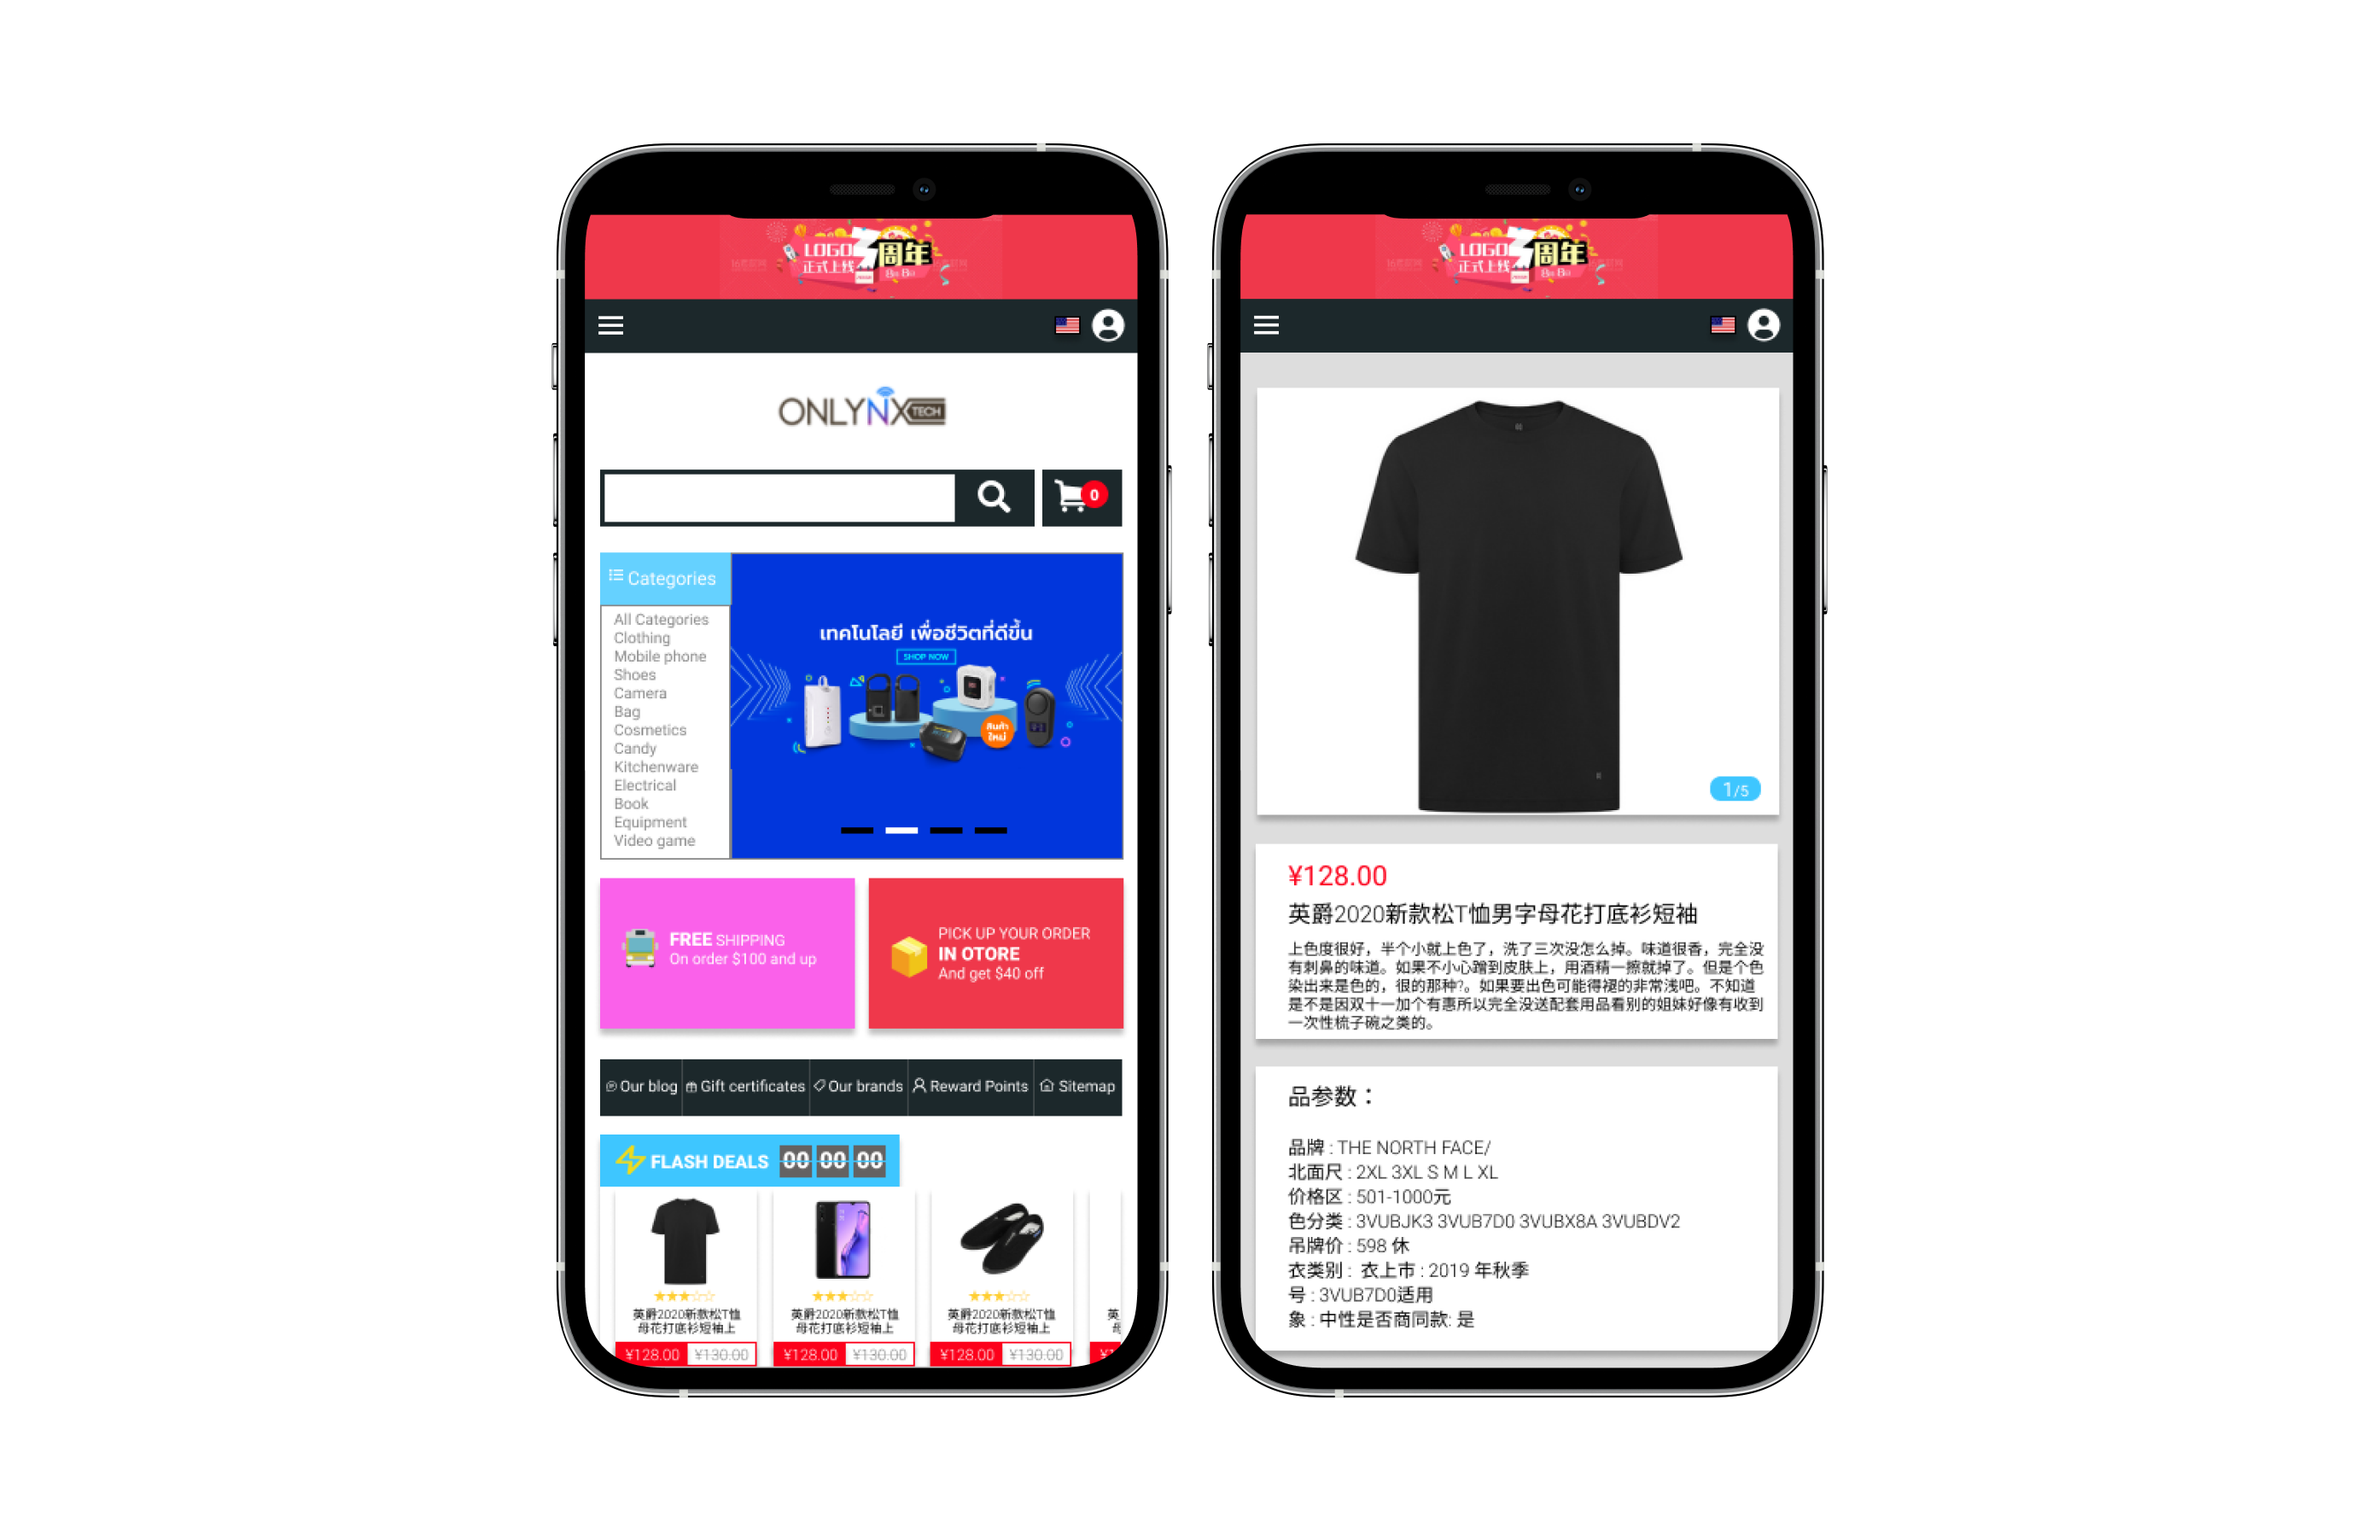 LOGO
正式上线
3周年
Bu Bu
ONLYNX TECH
0
Categories
All Categories
Clothing
Mobile phone
Shoes
Camera
Bag
Cosmetics
Candy
Kitchenware
Electrical
Book
Equipment
Video game
เทคโนโลยี เพื่อชีวิตที่ดีขึ้น
SHOP NOW
สินค้า
ใหม่
FREE SHIPPING
On order $100 and up
PICK UP YOUR ORDER
IN OTORE
And get $40 off
Our blog
Gift certificates
Our brands
Reward Points
Sitemap
FLASH DEALS 00 00 00
英爵2020新款松T恤
母花打底衫短袖上
¥128.00 ¥130.00
英爵2020新款松T恤
母花打底衫短袖上
¥128.00 ¥130.00
英爵2020新款松T恤
母花打底衫短袖上
¥128.00 ¥130.00
英
LOGO
正式上线
3周年
Bu Bu
1/5
¥128.00
英爵2020新款松T恤男字母花打底衫短袖
上色度很好，半个小就上色了，洗了三次没怎么掉。味道很香，完全没
有刺鼻的味道。如果不小心蹭到皮肤上，用酒精一擦就掉了。但是个色
染出来是色的，很的那种?。如果要出色可能得褪的非常浅吧。不知道
是不是因双十一加个有惠所以完全没送配套用品看别的姐妹好像有收到
一次性梳子碗之类的。
品参数：
品牌 : THE NORTH FACE/
北面尺 : 2XL 3XL S M L XL
价格区 : 501-1000元
色分类 : 3VUBJK3 3VUB7D0 3VUBX8A 3VUBDV2
吊牌价 : 598 休
衣类别 : 衣上市 : 2019 年秋季
号 : 3VUB7D0适用
象 : 中性是否商同款: 是